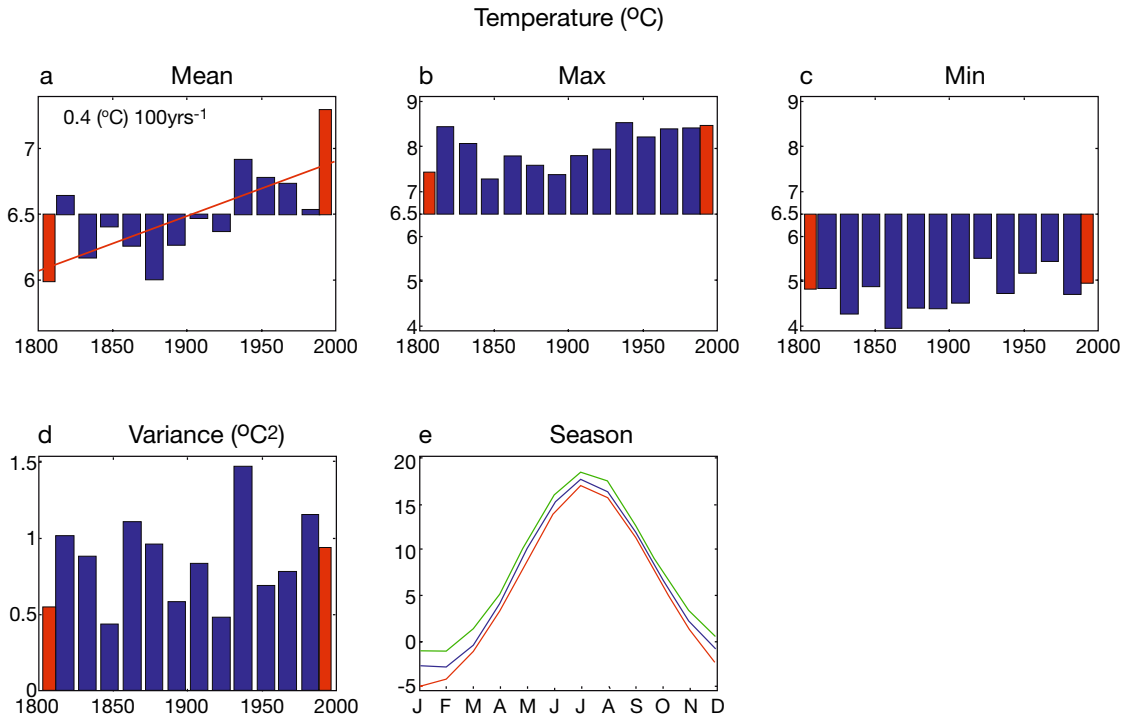 Temperature (ºC)
a Mean
0.4 (ºC) 100yrs-1
7
6.5
6
1800 1850 1900 1950 2000
b Max
9
8
7
6.5
5
4
1800 1850 1900 1950 2000
c Min
9
8
7
6.5
5
4
1800 1850 1900 1950 2000
d Variance (ºC2)
1.5
1
0.5
0
1800 1850 1900 1950 2000
e Season
20
15
10
5
0
-5
J F M A M J J A S O N D